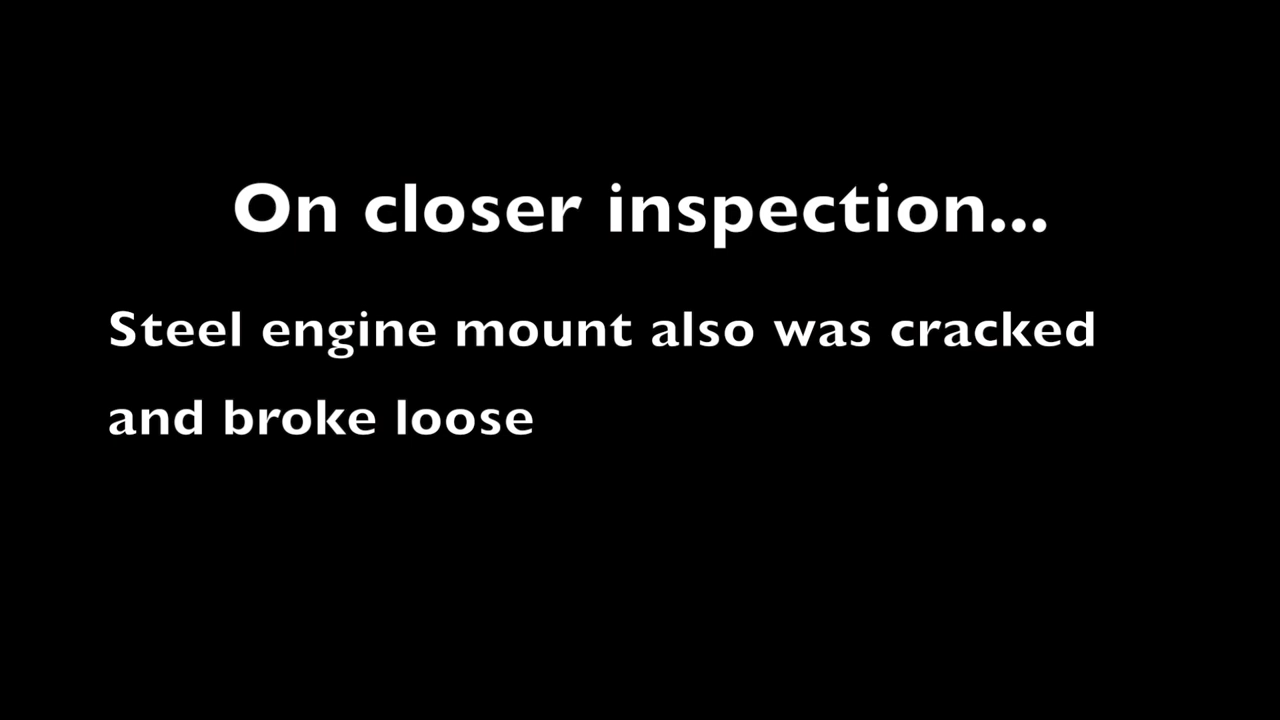 On closer inspection...
Steel engine mount also was cracked
and broke loose